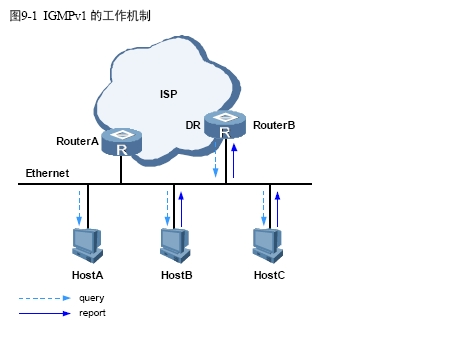 图9-1 IGMPv1 的工作机制
ISP
DR
RouterB
RouterA
R
R
Ethernet
HostA
HostB
HostC
query
report